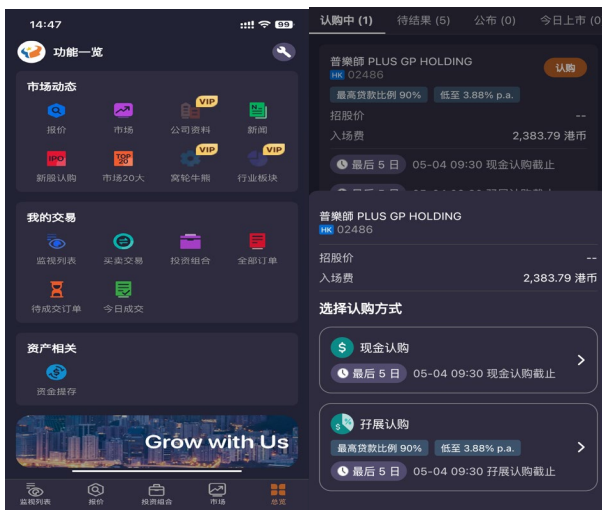 14:47
99
功能一览
市场动态
VIP
报价
市场
公司资料
新闻
IPO
TOP
20
VIP
VIP
新股认购
市场20大
窝轮牛熊
行业板块
我的交易
监视列表
买卖交易
投资组合
全部订单
待成交订单
今日成交
资产相关
资金提存
Grow with Us
监视列表
报价
投资组合
市场
总览
认购中 (1)
待结果 (5)
公布 (0)
今日上市 (0
普樂師 PLUS GP HOLDING
HK 02486
认购
最高贷款比例 90%
低至 3.88% p.a.
招股价
--
入场费
2,383.79 港币
最后 5 日
05-04 09:30 现金认购截止
普樂師 PLUS GP HOLDING
HK 02486
招股价
--
入场费
2,383.79 港币
选择认购方式
现金认购
最后 5 日
05-04 09:30 现金认购截止
孖展认购
最高贷款比例 90%
低至 3.88% p.a.
最后 5 日
05-04 09:30 孖展认购截止